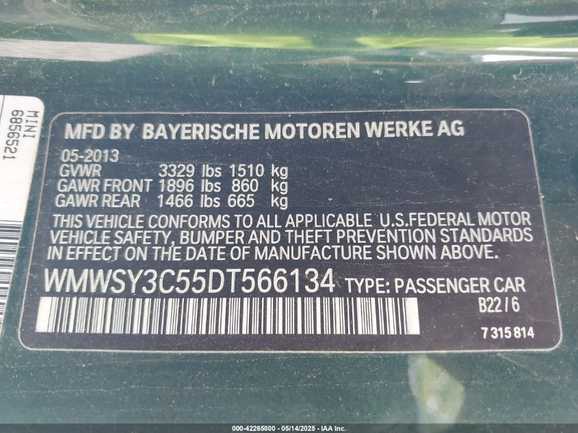 MINI
6856521
MFD BY BAYERISCHE MOTOREN WERKE AG
05-2013
GVWR 3329 lbs 1510 kg
GAWR FRONT 1896 lbs 860 kg
GAWR REAR 1466 lbs 665 kg
THIS VEHICLE CONFORMS TO ALL APPLICABLE U.S.FEDERAL MOTOR
VEHICLE SAFETY, BUMPER AND THEFT PREVENTION STANDARDS
IN EFFECT ON THE DATE OF MANUFACTURE SHOWN ABOVE.
WMWSY3C55DT566134 TYPE: PASSENGER CAR
B22/6
7 315 814
000-42265800 - 05/14/2025 - IAA Inc.